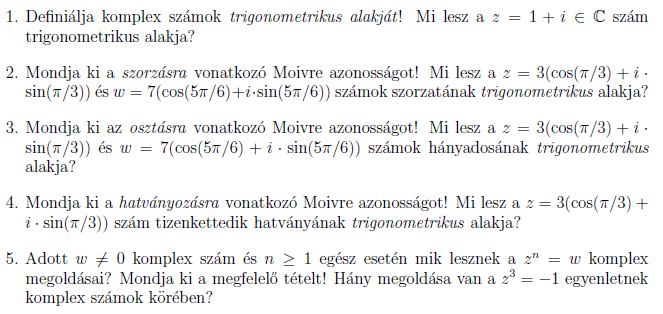 1. Definiálja komplex számok trigonometrikus alakját! Mi lesz a z = 1 + i ∈ ℂ szám
trigonometrikus alakja?
2. Mondja ki a szorzásra vonatkozó Moivre azonosságot! Mi lesz a z = 3(cos(π/3) + i ·
sin(π/3)) és w = 7(cos(5π/6)+i·sin(5π/6)) számok szorzatának trigonometrikus alakja?
3. Mondja ki az osztásra vonatkozó Moivre azonosságot! Mi lesz a z = 3(cos(π/3) + i ·
sin(π/3)) és w = 7(cos(5π/6) + i · sin(5π/6)) számok hányadosának trigonometrikus
alakja?
4. Mondja ki a hatványozásra vonatkozó Moivre azonosságot! Mi lesz a z = 3(cos(π/3) +
i · sin(π/3)) szám tizenkettedik hatványának trigonometrikus alakja?
5. Adott w ≠ 0 komplex szám és n ≥ 1 egész esetén mik lesznek a zⁿ = w komplex
megoldásai? Mondja ki a megfelelő tételt! Hány megoldása van a z³ = −1 egyenletnek
komplex számok körében?